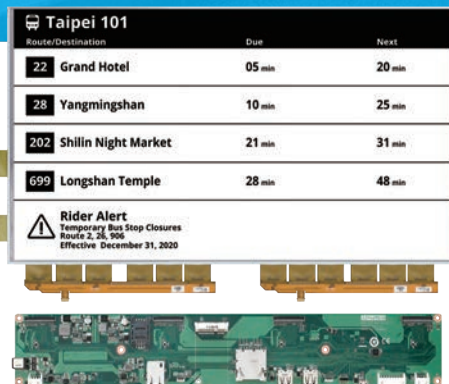 Taipei 101
Route/Destination Due Next
22 Grand Hotel 05 min 20 min
28 Yangmingshan 10 min 25 min
202 Shilin Night Market 21 min 31 min
699 Longshan Temple 28 min 48 min
Rider Alert
Temporary Bus Stop Closures
Route 2, 26, 906
Effective December 31, 2020